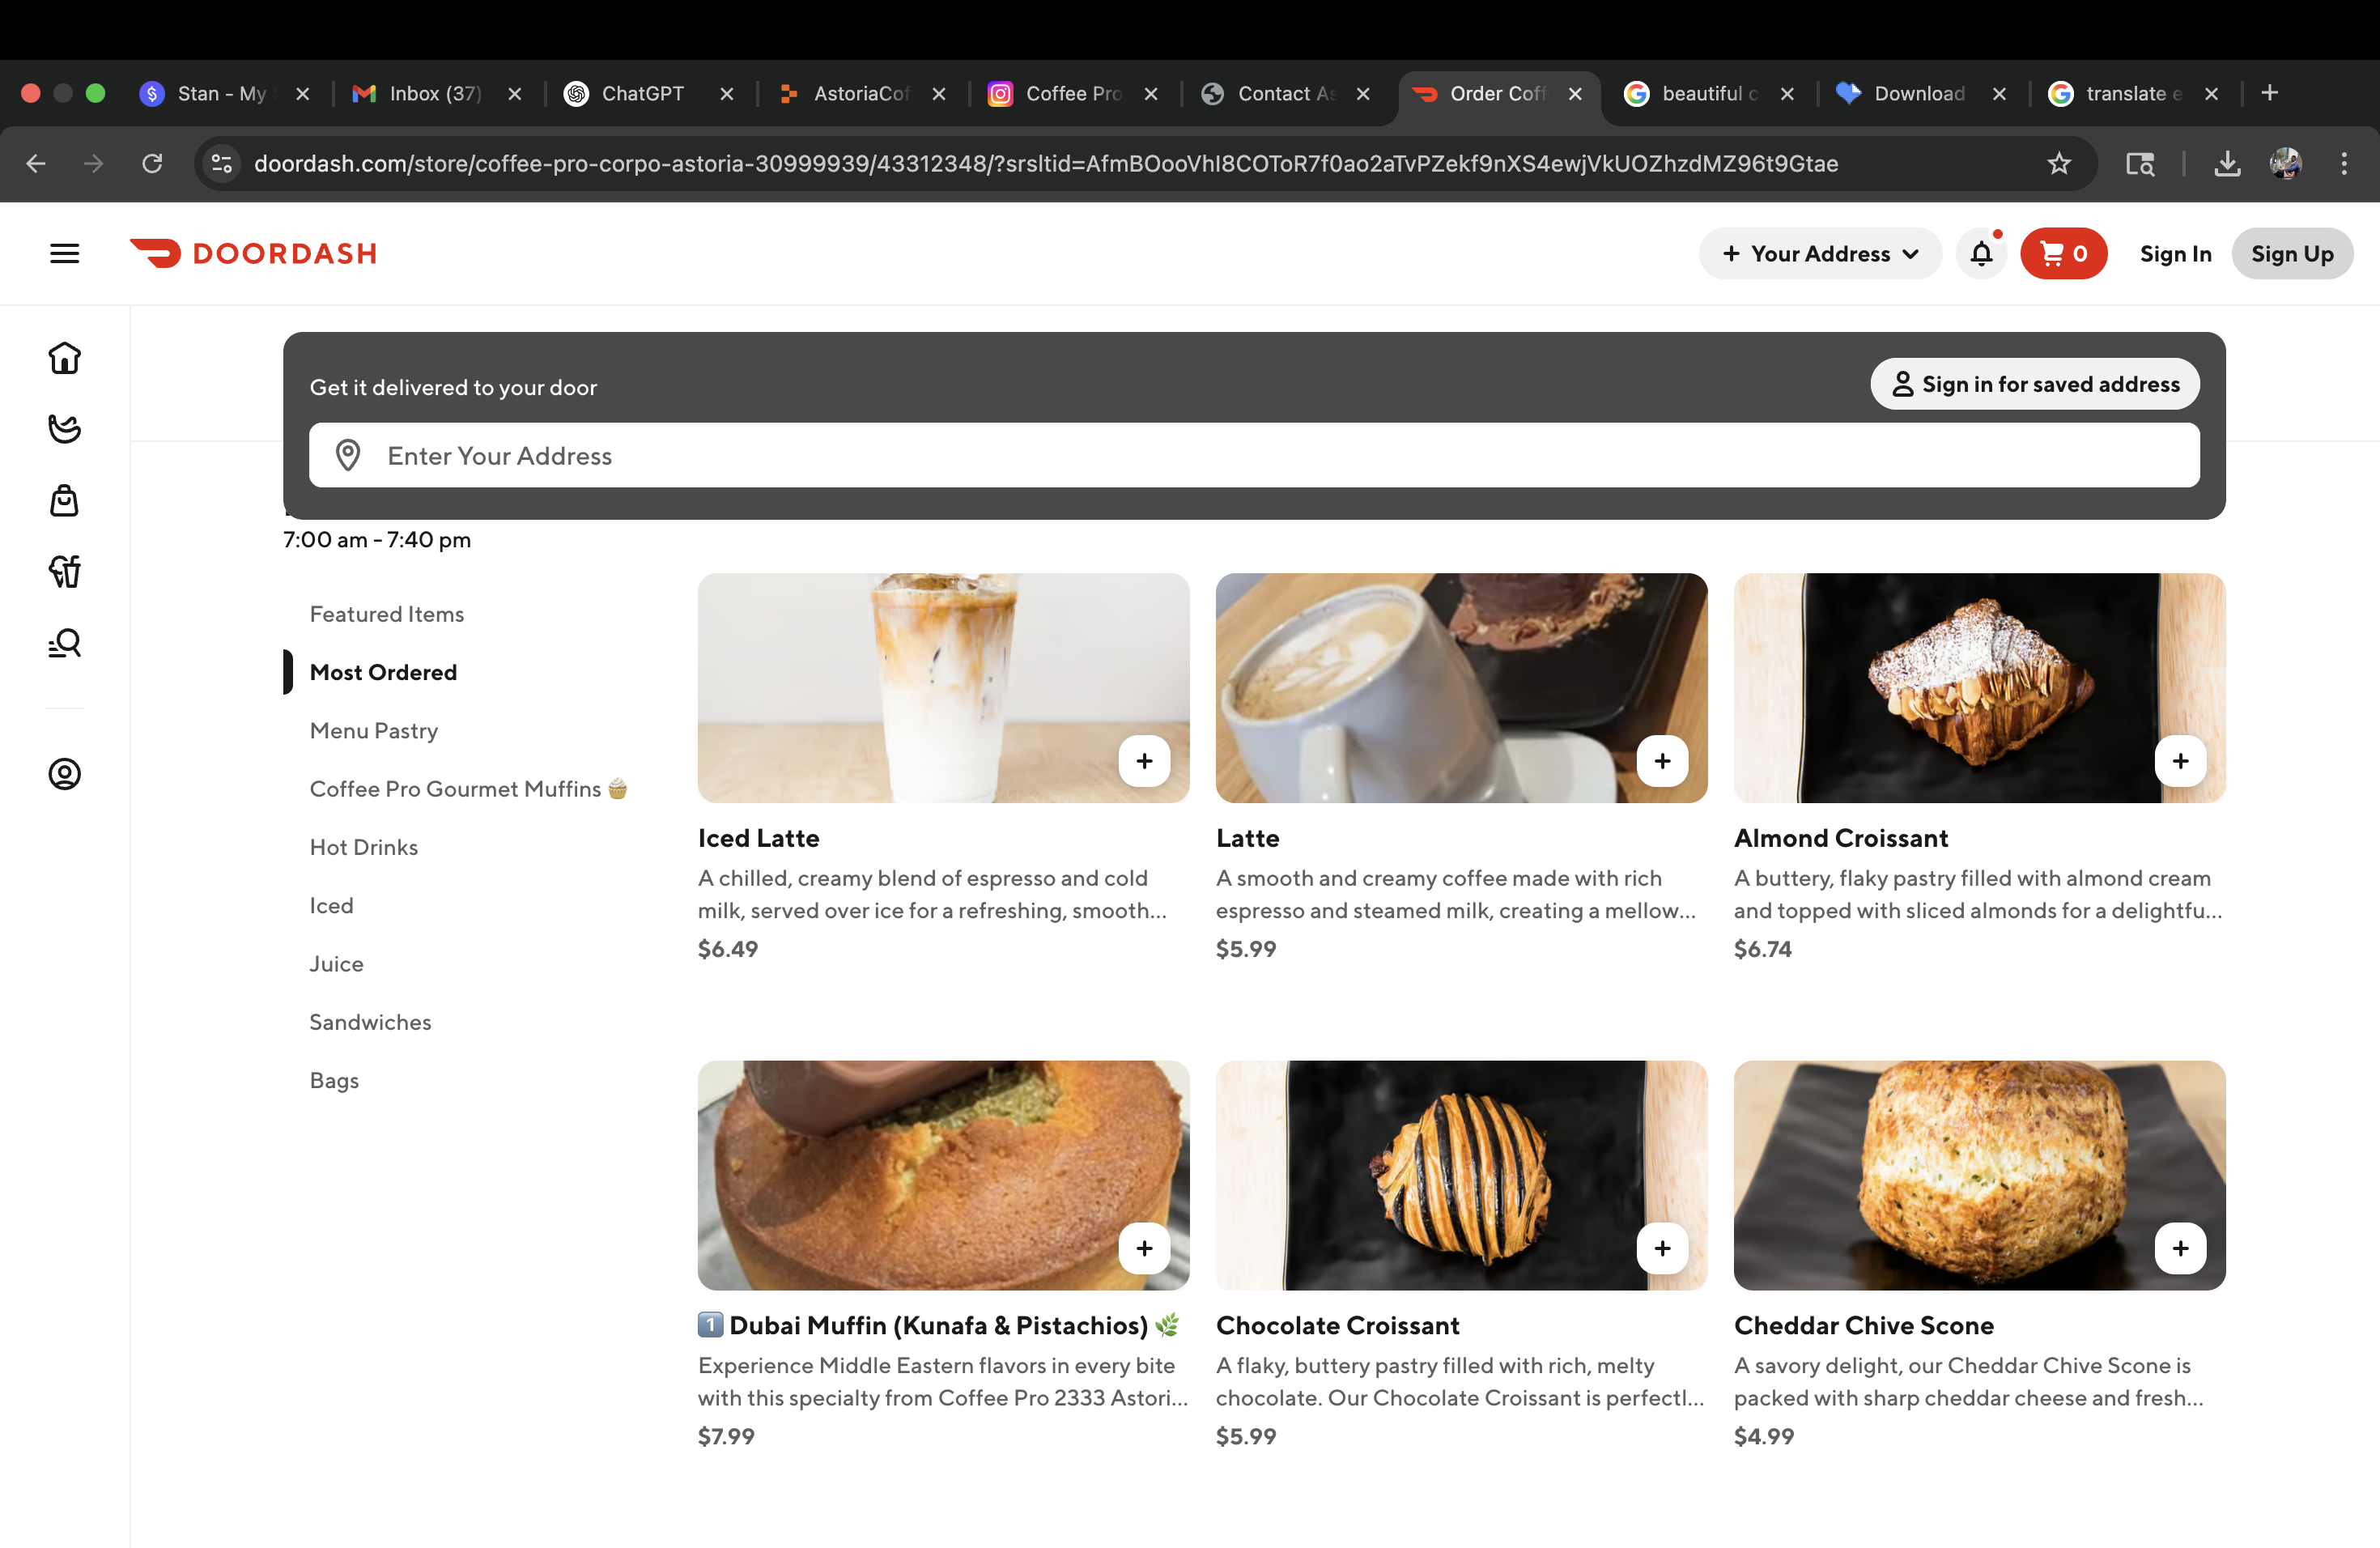 Stan - My
Inbox (37)
ChatGPT
AstoriaCof
Coffee Pro
Contact As
Order Coff
beautiful c
Download
translate e
doordash.com/store/coffee-pro-corpo-astoria-30999939/43312348/?srsltid=AfmBOooVhI8COToR7f0ao2aTvPZekf9nXS4ewjVkUOZhzdMZ96t9Gtae
DOORDASH
+ Your Address
0
Sign In
Sign Up
Get it delivered to your door
Sign in for saved address
Enter Your Address
7:00 am - 7:40 pm
Featured Items
Most Ordered
Menu Pastry
Coffee Pro Gourmet Muffins 🧁
Hot Drinks
Iced
Juice
Sandwiches
Bags
Iced Latte
A chilled, creamy blend of espresso and cold
milk, served over ice for a refreshing, smooth...
$6.49
Latte
A smooth and creamy coffee made with rich
espresso and steamed milk, creating a mellow...
$5.99
Almond Croissant
A buttery, flaky pastry filled with almond cream
and topped with sliced almonds for a delightfu...
$6.74
1️⃣ Dubai Muffin (Kunafa & Pistachios) 🌿
Experience Middle Eastern flavors in every bite
with this specialty from Coffee Pro 2333 Astori...
$7.99
Chocolate Croissant
A flaky, buttery pastry filled with rich, melty
chocolate. Our Chocolate Croissant is perfectl...
$5.99
Cheddar Chive Scone
A savory delight, our Cheddar Chive Scone is
packed with sharp cheddar cheese and fresh...
$4.99